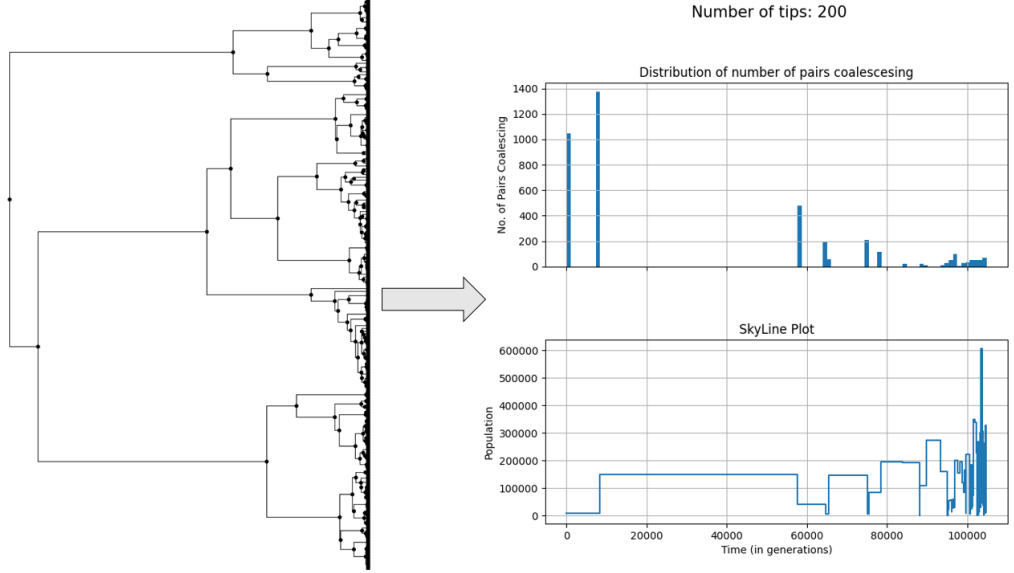 Number of tips: 200
Distribution of number of pairs coalescesing
No. of Pairs Coalescing
1400
1200
1000
800
600
400
200
0
SkyLine Plot
Population
600000
500000
400000
300000
200000
100000
0
0 20000 40000 60000 80000 100000
Time (in generations)